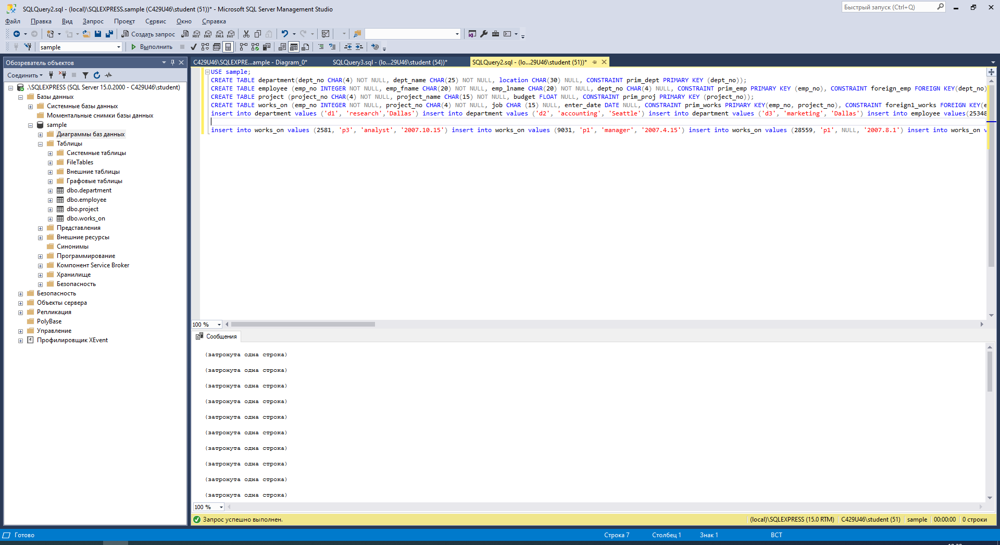 SQLQuery2.sql - (local)\SQLEXPRESS.sample (C429U46\student (51))* - Microsoft SQL Server Management Studio
Быстрый запуск (Ctrl+Q)
Файл Правка Вид Запрос Проект Сервис Окно Справка
Создать запрос
MDX DMX XMLA DAX
sample
Выполнить
Обозреватель объектов
Соединить
.\SQLEXPRESS (SQL Server 15.0.2000 - C429U46\student)
Базы данных
Системные базы данных
Моментальные снимки базы данных
sample
Диаграммы баз данных
Таблицы
Системные таблицы
FileTables
Внешние таблицы
Графовые таблицы
dbo.department
dbo.employee
dbo.project
dbo.works_on
Представления
Внешние ресурсы
Синонимы
Программирование
Компонент Service Broker
Хранилище
Безопасность
Безопасность
Объекты сервера
Репликация
PolyBase
Управление
Профилировщик XEvent
C429U46\SQLEXPRE...ample - Diagram_0* SQLQuery3.sql - (lo...29U46\student (54))* SQLQuery2.sql - (lo...29U46\student (51))*
USE sample;
CREATE TABLE department(dept_no CHAR(4) NOT NULL, dept_name CHAR(25) NOT NULL, location CHAR(30) NULL, CONSTRAINT prim_dept PRIMARY KEY (dept_no));
CREATE TABLE employee (emp_no INTEGER NOT NULL, emp_fname CHAR(20) NOT NULL, emp_lname CHAR(20) NOT NULL, dept_no CHAR(4) NULL, CONSTRAINT prim_emp PRIMARY KEY (emp_no), CONSTRAINT foreign_emp FOREIGN KEY(dept_no)
CREATE TABLE project (project_no CHAR(4) NOT NULL, project_name CHAR(15) NOT NULL, budget FLOAT NULL, CONSTRAINT prim_proj PRIMARY KEY (project_no));
CREATE TABLE works_on (emp_no INTEGER NOT NULL, project_no CHAR(4) NOT NULL, job CHAR (15) NULL, enter_date DATE NULL, CONSTRAINT prim_works PRIMARY KEY(emp_no, project_no), CONSTRAINT foreign1_works FOREIGN KEY(e
insert into department values ('d1', 'research','Dallas') insert into department values ('d2', 'accounting', 'Seattle') insert into department values ('d3', 'marketing', 'Dallas') insert into employee values(25348
insert into works_on values (2581, 'p3', 'analyst', '2007.10.15') insert into works_on values (9031, 'p1', 'manager', '2007.4.15') insert into works_on values (28559, 'p1', NULL, '2007.8.1') insert into works_on v
100 %
Сообщения
(затронута одна строка)
(затронута одна строка)
(затронута одна строка)
(затронута одна строка)
(затронута одна строка)
(затронута одна строка)
(затронута одна строка)
(затронута одна строка)
(затронута одна строка)
(затронута одна строка)
100 %
Запрос успешно выполнен. (local)\SQLEXPRESS (15.0 RTM) C429U46\student (51) sample 00:00:00 0 строки
Готово Строка 7 Столбец 1 Знак 1 ВСТ